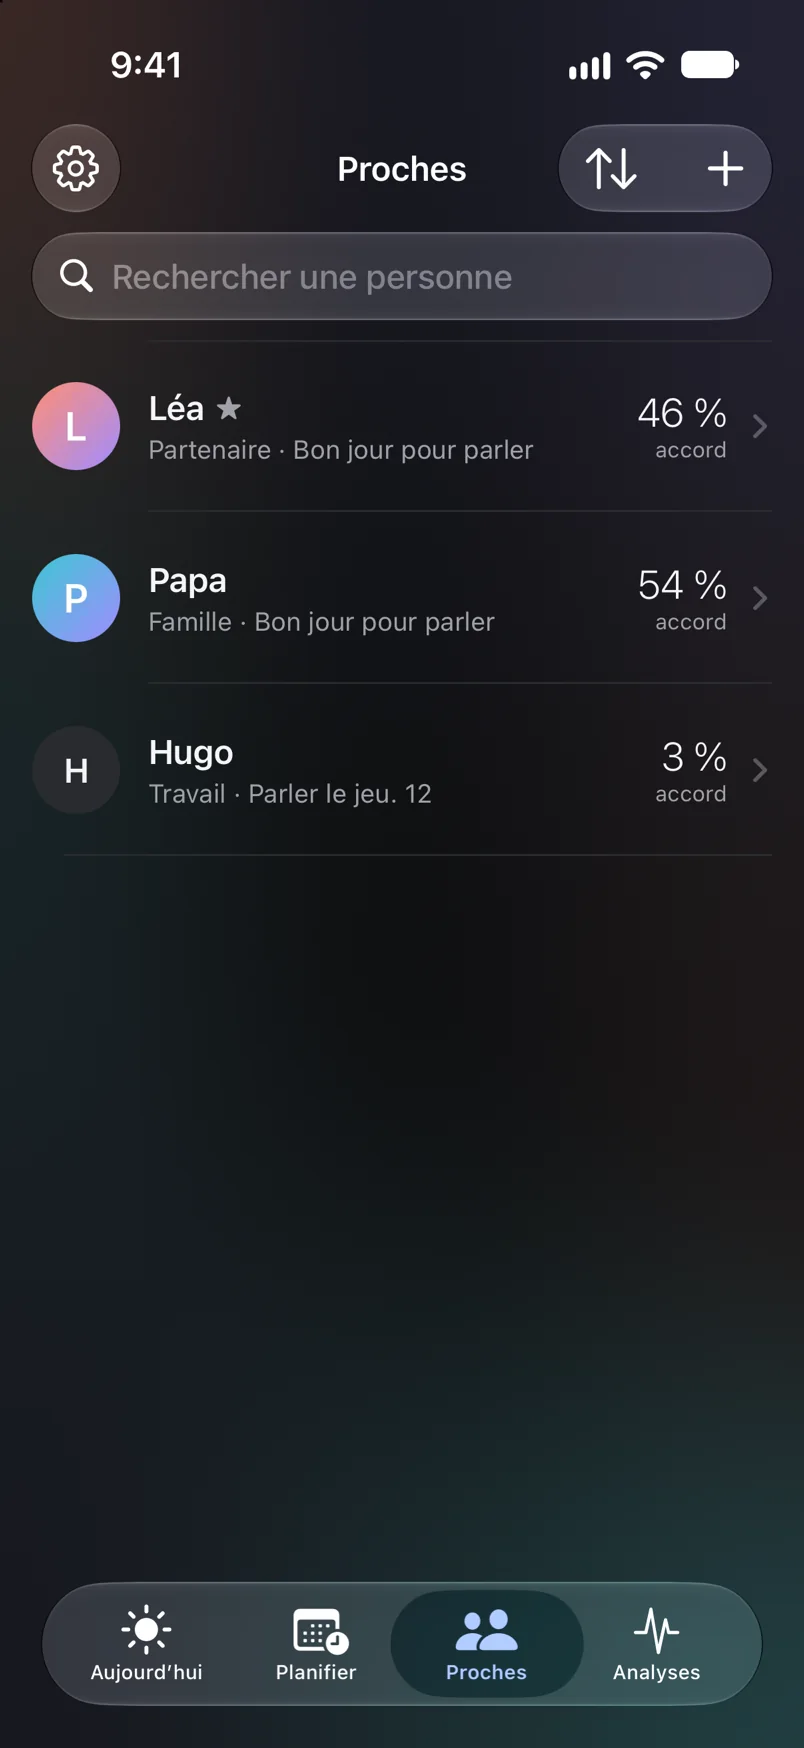 9:41
Proches
Rechercher une personne
L
Léa
Partenaire · Bon jour pour parler
46 %
accord
P
Papa
Famille · Bon jour pour parler
54 %
accord
H
Hugo
Travail · Parler le jeu. 12
3 %
accord
Aujourd’hui
Planifier
Proches
Analyses